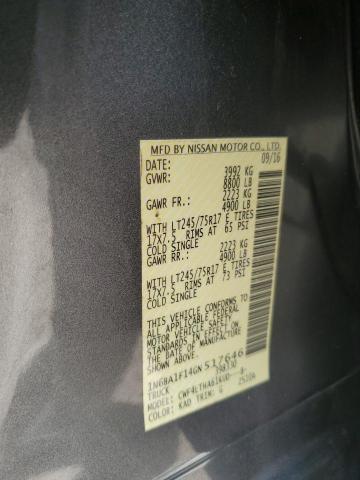 MFD BY NISSAN MOTOR CO., LTD.
DATE: 09/16
GVWR: 3992 KG
8800 LB
GAWR FR.: 2223 KG
4900 LB
WITH LT245/75R17 E TIRES
17X7.5 RIMS AT 65 PSI
COLD SINGLE
GAWR RR.: 2223 KG
4900 LB
WITH LT245/75R17 E TIRES
17X7.5 RIMS AT 73 PSI
COLD SINGLE
THIS VEHICLE CONFORMS TO
ALL APPLICABLE FEDERAL
MOTOR VEHICLE SAFETY
STANDARDS IN EFFECT ON
THE DATE OF MANUFACTURE
SHOWN ABOVE.
1N6BA1F14GN517646
TRUCK
MODEL:
COLOR: KAD TRIM: G